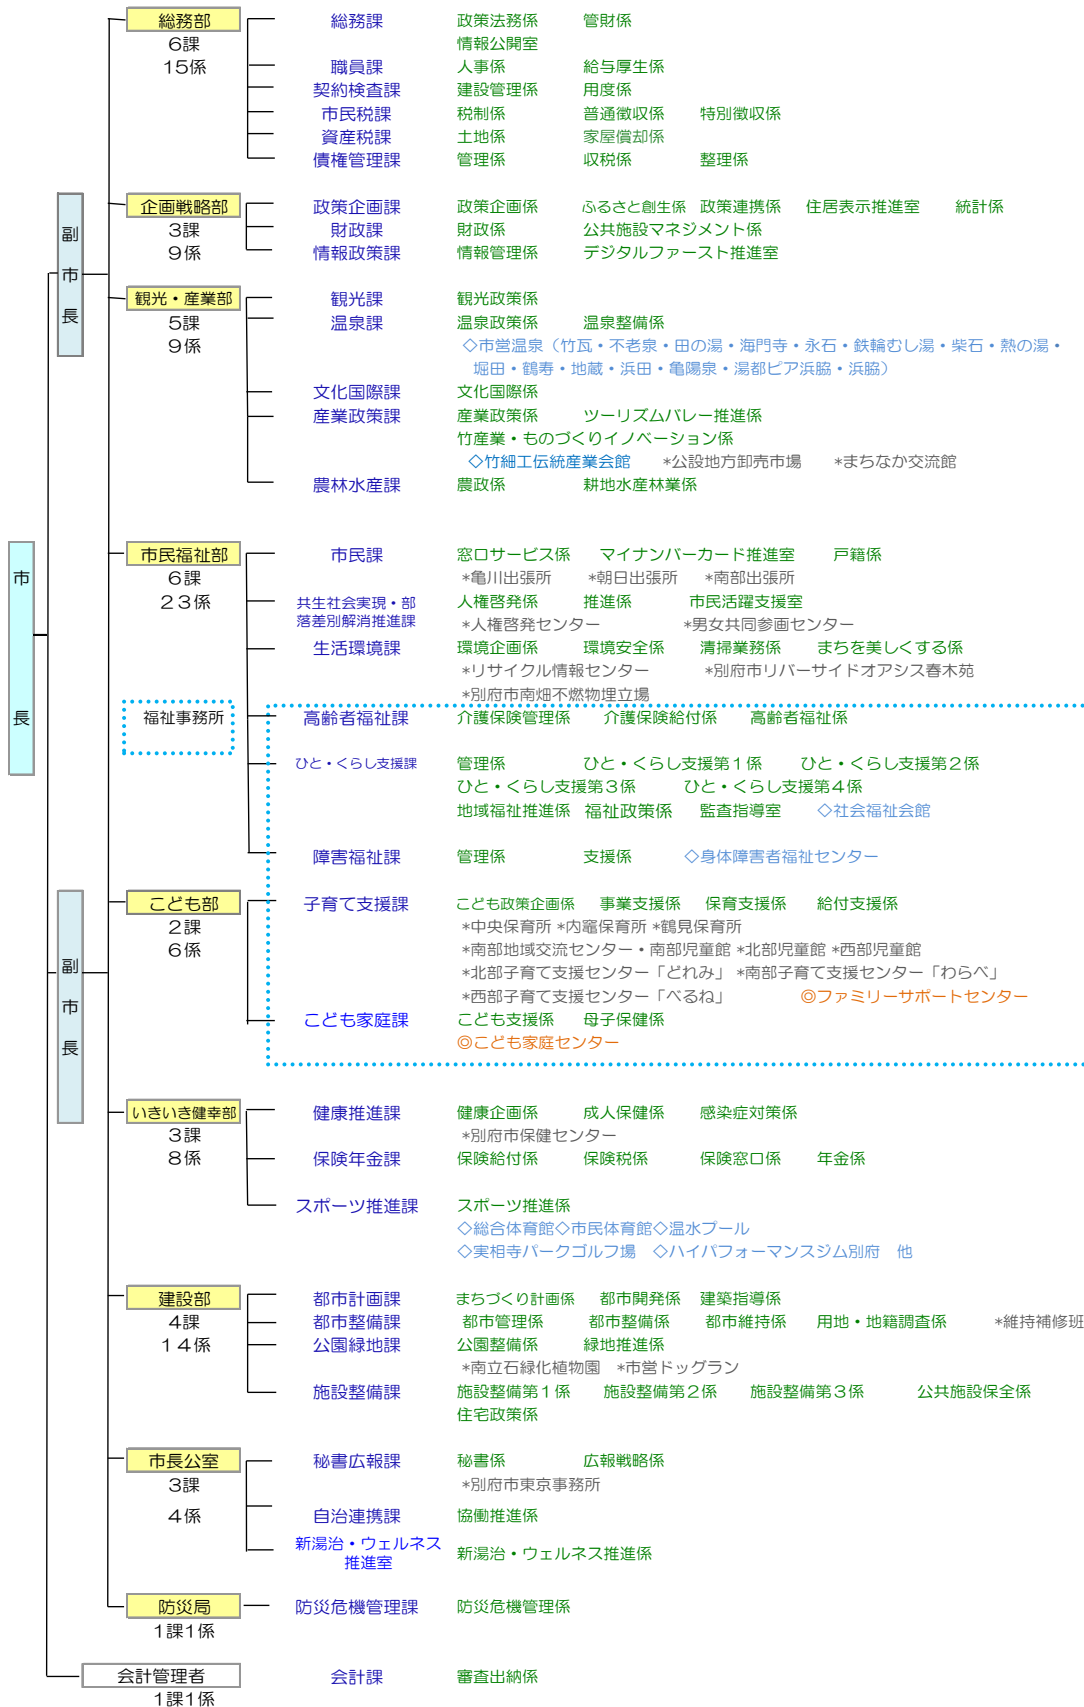 総務部 総務課 政策法務係 管財係
6課 情報公開室
15係 職員課 人事係 給与厚生係
契約検査課 建設管理係 用度係
市民税課 税制係 普通徴収係 特別徴収係
資産税課 土地係 家屋償却係
債権管理課 管理係 収税係 整理係
企画戦略部 政策企画課 政策企画係 ふるさと創生係 政策連携係 住居表示推進室 統計係
3課 財政課 財政係 公共施設マネジメント係
9係 情報政策課 情報管理係 デジタルファースト推進室
副市長
観光・産業部 観光課 観光政策係
5課 温泉課 温泉政策係 温泉整備係
9係 ◇市営温泉（竹瓦・不老泉・田の湯・海門寺・永石・鉄輪むし湯・柴石・熱の湯・
堀田・鶴寿・地蔵・浜田・亀陽泉・湯都ピア浜脇・浜脇）
文化国際課 文化国際係
産業政策課 産業政策係 ツーリズムバレー推進係
竹産業・ものづくりイノベーション係
◇竹細工伝統産業会館 *公設地方卸売市場 *まちなか交流館
農林水産課 農政係 耕地水産林業係
市長
市民福祉部 市民課 窓口サービス係 マイナンバーカード推進室 戸籍係
6課 *亀川出張所 *朝日出張所 *南部出張所
23係 共生社会実現・部 人権啓発係 推進係 市民活躍支援室
落差別解消推進課 *人権啓発センター *男女共同参画センター
生活環境課 環境企画係 環境安全係 清掃業務係 まちを美しくする係
*リサイクル情報センター *別府市リバーサイドオアシス春木苑
*別府市南畑不燃物埋立場
福祉事務所 高齢者福祉課 介護保険管理係 介護保険給付係 高齢者福祉係
ひと・くらし支援課 管理係 ひと・くらし支援第１係 ひと・くらし支援第２係
ひと・くらし支援第３係 ひと・くらし支援第４係
地域福祉推進係 福祉政策係 監査指導室 ◇社会福祉会館
障害福祉課 管理係 支援係 ◇身体障害者福祉センター
こども部 子育て支援課 こども政策企画係 事業支援係 保育支援係 給付支援係
2課 *中央保育所 *内竈保育所 *鶴見保育所
6係 *南部地域交流センター・南部児童館 *北部児童館 *西部児童館
*北部子育て支援センター「どれみ」 *南部子育て支援センター「わらべ」
*西部子育て支援センター「べるね」 ◎ファミリーサポートセンター
副市長
こども家庭課 こども支援係 母子保健係
◎こども家庭センター
いきいき健幸部 健康推進課 健康企画係 成人保健係 感染症対策係
3課 *別府市保健センター
8係 保険年金課 保険給付係 保険税係 保険窓口係 年金係
スポーツ推進課 スポーツ推進係
◇総合体育館◇市民体育館◇温水プール
◇実相寺パークゴルフ場 ◇ハイパフォーマンスジム別府 他
建設部 都市計画課 まちづくり計画係 都市開発係 建築指導係
4課 都市整備課 都市管理係 都市整備係 都市維持係 用地・地籍調査係 *維持補修班
14係 公園緑地課 公園整備係 緑地推進係
*南立石緑化植物園 *市営ドッグラン
施設整備課 施設整備第１係 施設整備第２係 施設整備第３係 公共施設保全係
住宅政策係
市長公室 秘書広報課 秘書係 広報戦略係
3課 *別府市東京事務所
4係 自治連携課 協働推進係
新湯治・ウェルネス
推進室 新湯治・ウェルネス推進係
防災局 防災危機管理課 防災危機管理係
1課1係
会計管理者 会計課 審査出納係
1課1係